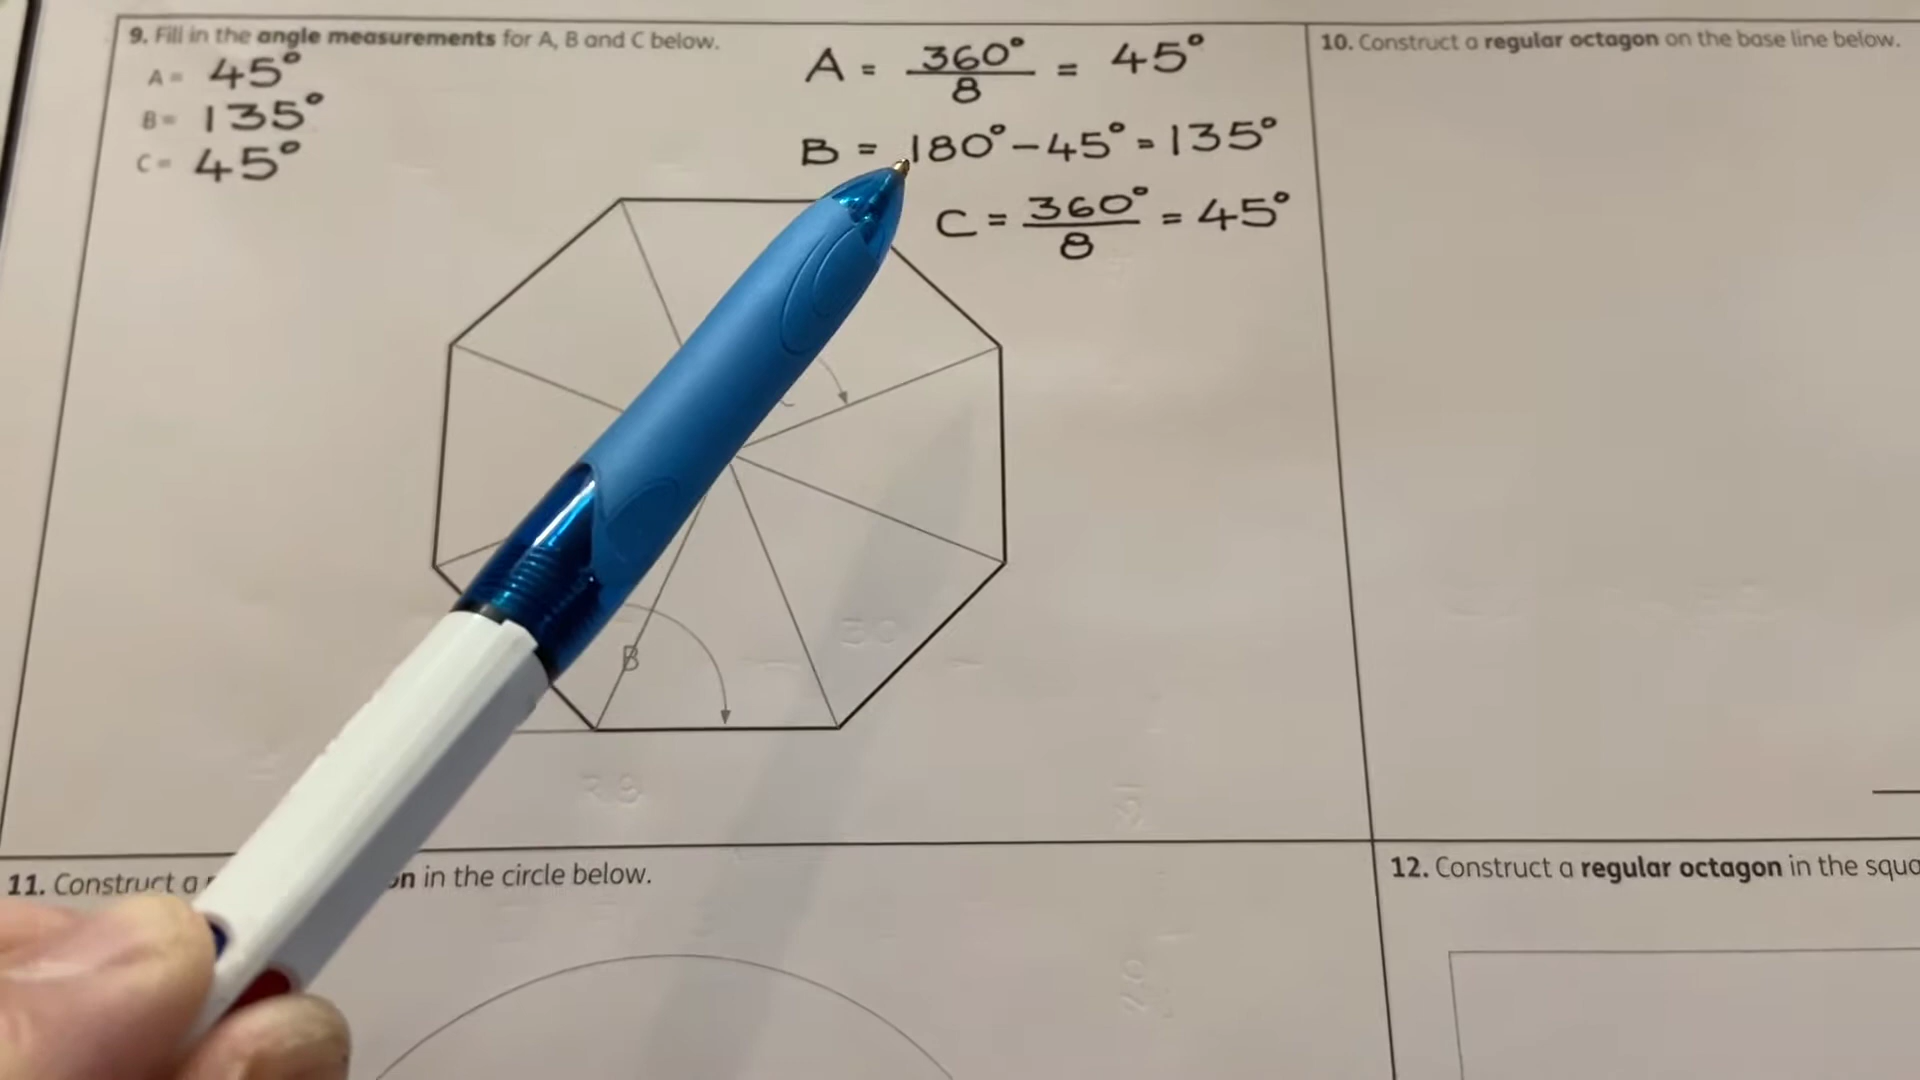 9. Fill in the angle measurements for A, B and C below.
A = 45°
B = 135°
C = 45°
A = 360° / 8 = 45°
B = 180° - 45° = 135°
C = 360° / 8 = 45°
B
10. Construct a regular octagon on the base line below.
11. Construct a
on in the circle below.
12. Construct a regular octagon in the squa